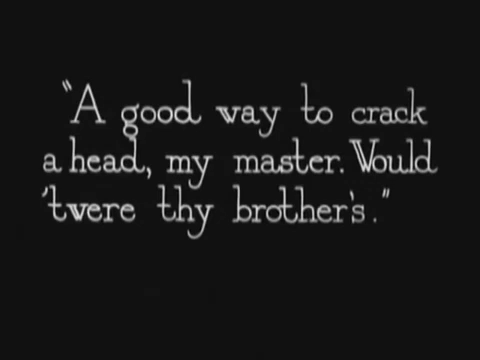 "A good way to crack
a head, my master. Would
'twere thy brother's."